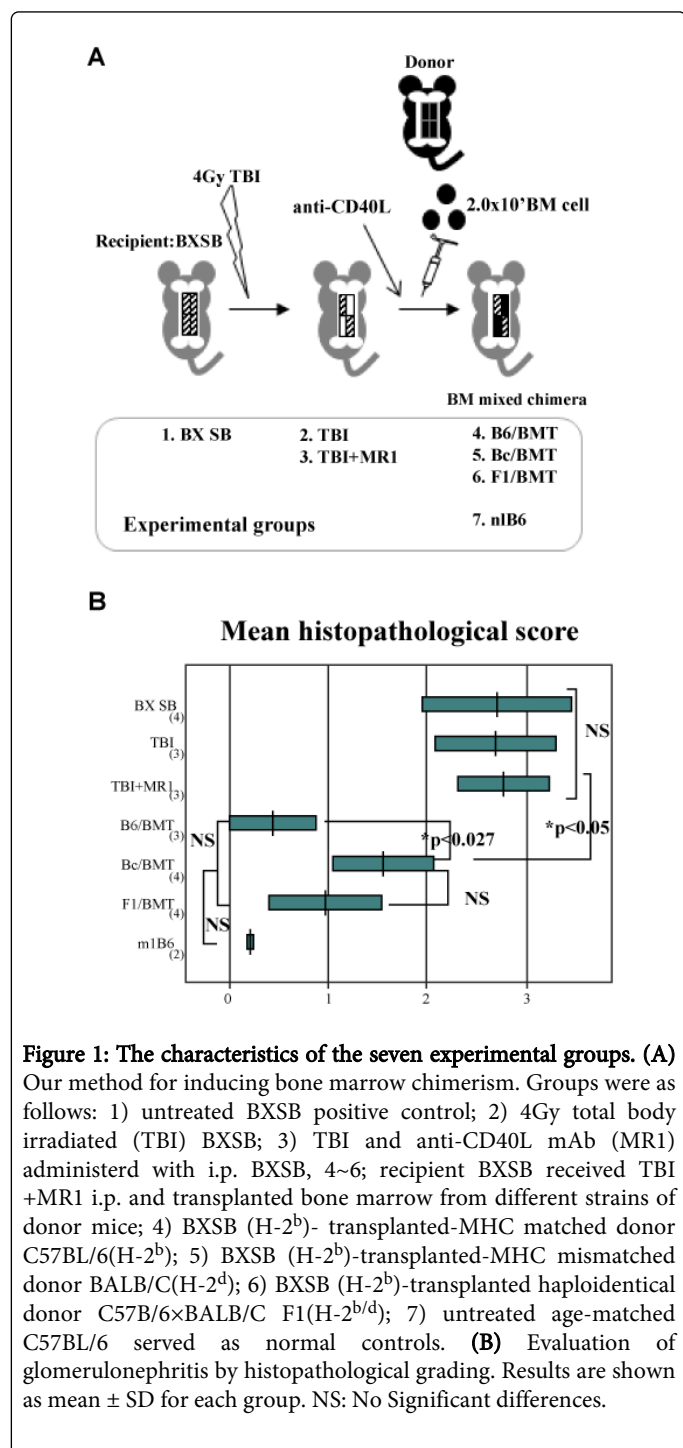 A
Donor
4Gy TBI
anti-CD40L
2.0x10’BM cell
Recipient:BXSB
BM mixed chimera
1. BX SB
2. TBI
3. TBI+MR1
4. B6/BMT
5. Bc/BMT
6. F1/BMT
7. nlB6
Experimental groups
B
Mean histopathological score
BX SB (4)
NS
TBI (3)
TBI+MR1 (3)
B6/BMT (3)
NS
*p<0.027
*p<0.05
Bc/BMT (4)
NS
F1/BMT (4)
NS
m1B6 (2)
0 1 2 3
Figure 1: The characteristics of the seven experimental groups. (A)
Our method for inducing bone marrow chimerism. Groups were as
follows: 1) untreated BXSB positive control; 2) 4Gy total body
irradiated (TBI) BXSB; 3) TBI and anti-CD40L mAb (MR1)
administerd with i.p. BXSB, 4~6; recipient BXSB received TBI
+MR1 i.p. and transplanted bone marrow from different strains of
donor mice; 4) BXSB (H-2ᵇ)- transplanted-MHC matched donor
C57BL/6(H-2ᵇ); 5) BXSB (H-2ᵇ)-transplanted-MHC mismatched
donor BALB/C(H-2ᵈ); 6) BXSB (H-2ᵇ)-transplanted haploidentical
donor C57B/6×BALB/C F1(H-2ᵇ/ᵈ); 7) untreated age-matched
C57BL/6 served as normal controls. (B) Evaluation of
glomerulonephritis by histopathological grading. Results are shown
as mean ± SD for each group. NS: No Significant differences.